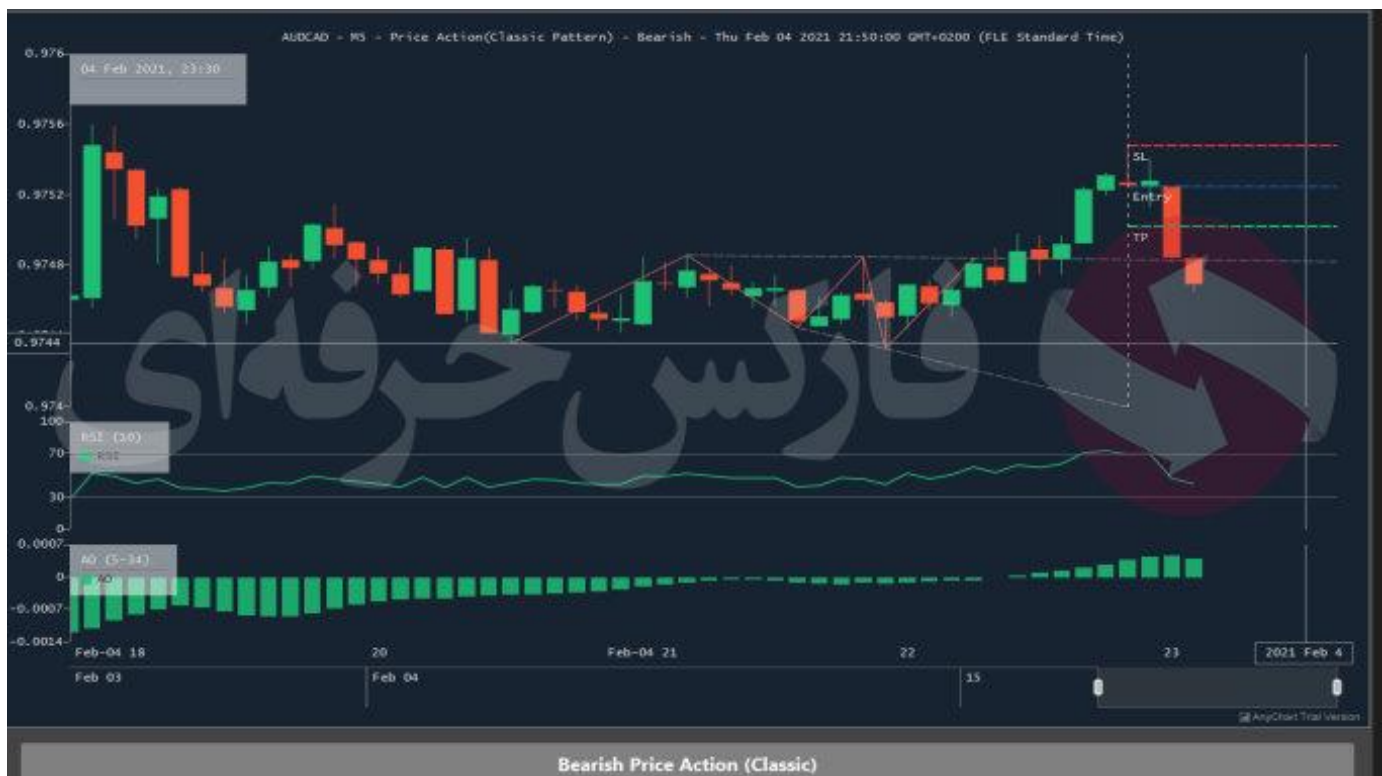 AUDCAD - M5 - Price Action(Classic Pattern) - Bearish - Thu Feb 04 2021 21:50:00 GMT+0200 (FLE Standard Time)
0.976
04 Feb 2021, 23:30
0.9756
SL
0.9752
Entry
TP
0.9748
0.9744
فارکس حرفه‌ای
0.974
100
RSI (10)
70
RSI
30
0
0.0007
AO (5-34)
0
AO
-0.0007
-0.0014
Feb-04 18 20 Feb-04 21 22 23 2021 Feb 4
Feb 03 Feb 04 15
AnyChart Trial Version
Bearish Price Action (Classic)